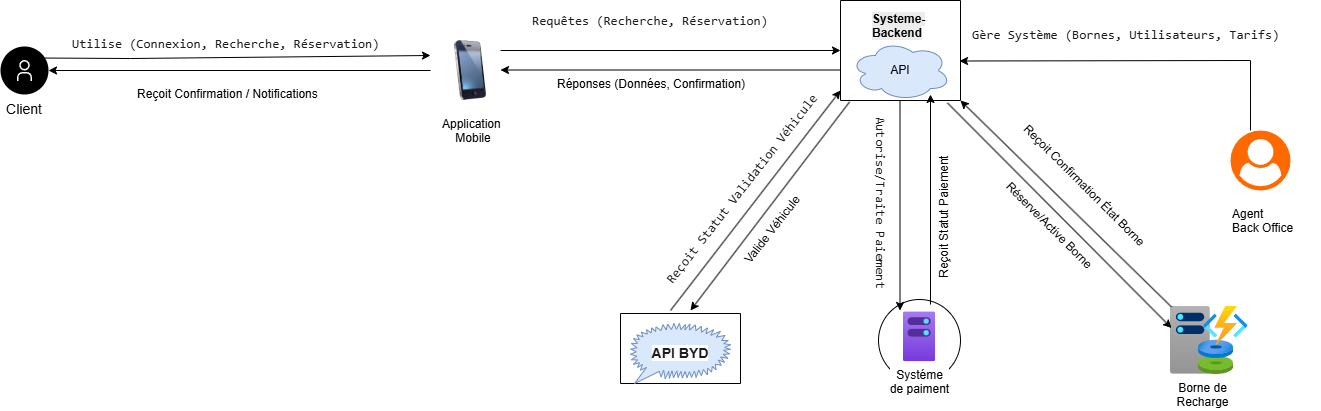 Requêtes (Recherche, Réservation)
Systeme-
Backend
API
Gère Système (Bornes, Utilisateurs, Tarifs)
Utilise (Connexion, Recherche, Réservation)
Reçoit Confirmation / Notifications
Client
Application
Mobile
Réponses (Données, Confirmation)
Reçoit Statut Validation Véhicule
Valide Véhicule
Autorise/Traite Paiement
Reçoit Statut Paiement
Reçoit Confirmation État Borne
Réserve/Active Borne
Agent
Back Office
API BYD
Système
de paiment
Borne de
Recharge